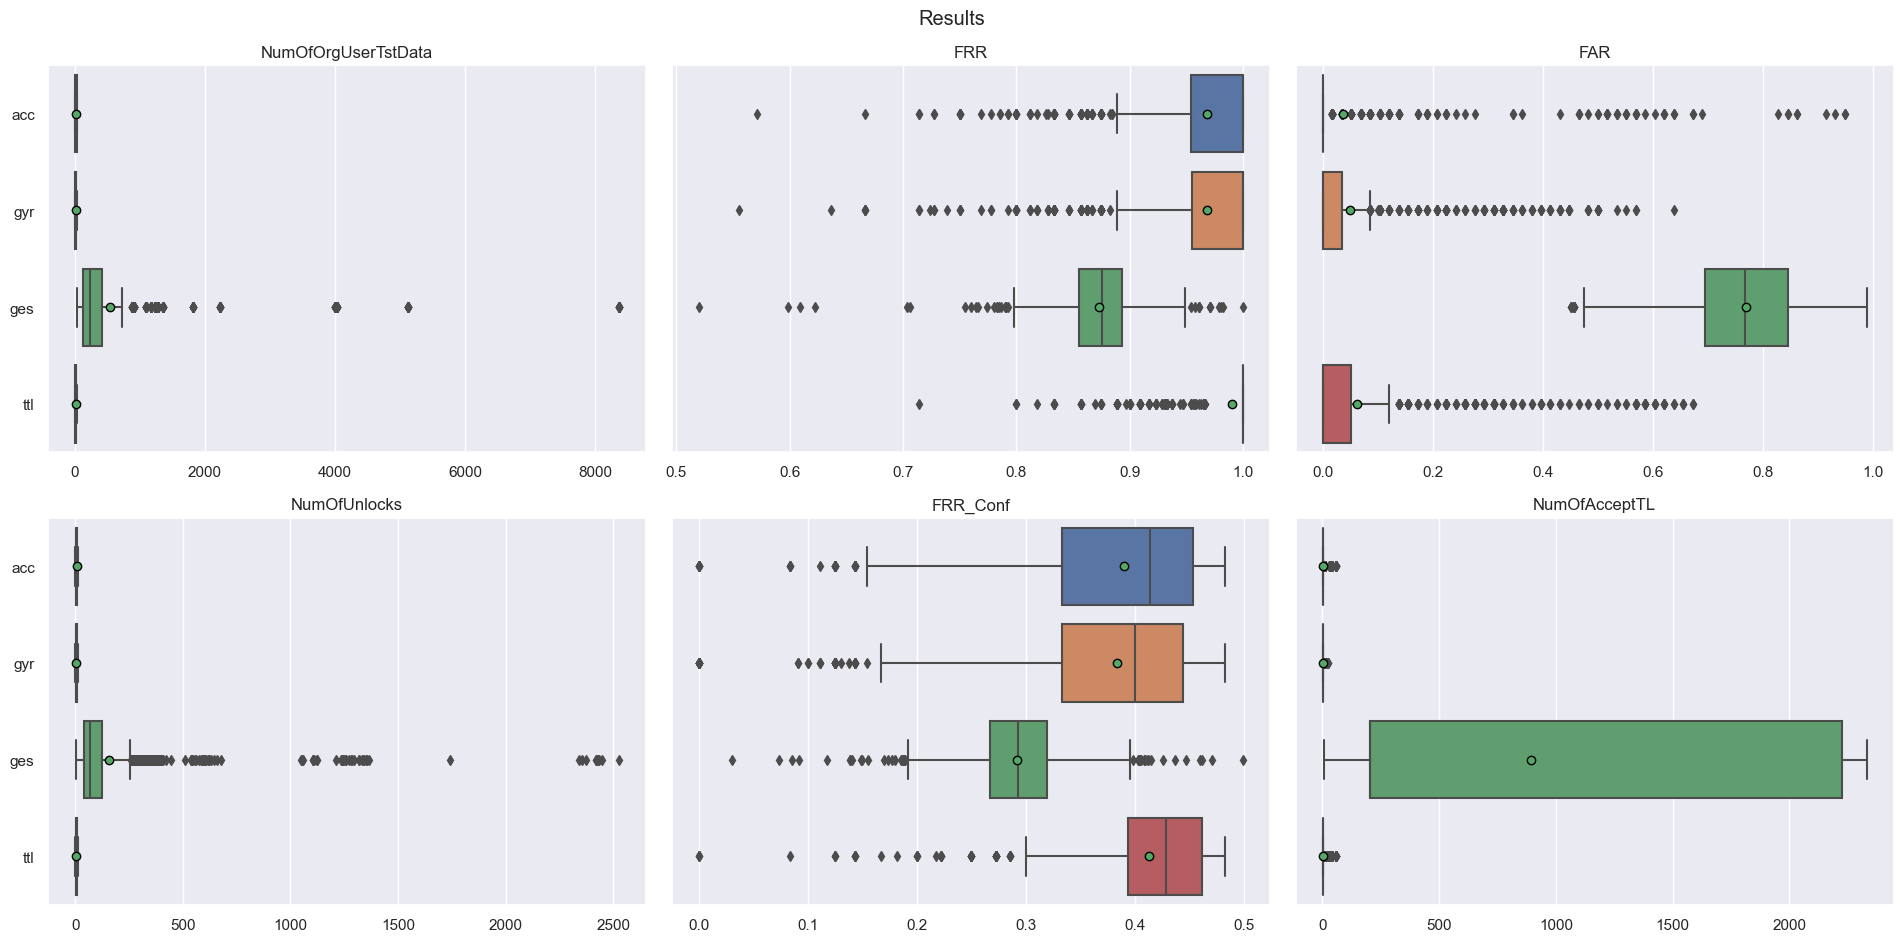 Results
NumOfOrgUserTstData
FRR
FAR
acc
gyr
ges
ttl
0 2000 4000 6000 8000
0.5 0.6 0.7 0.8 0.9 1.0
0.0 0.2 0.4 0.6 0.8 1.0
NumOfUnlocks
FRR_Conf
NumOfAcceptTL
acc
gyr
ges
ttl
0 500 1000 1500 2000 2500
0.0 0.1 0.2 0.3 0.4 0.5
0 500 1000 1500 2000